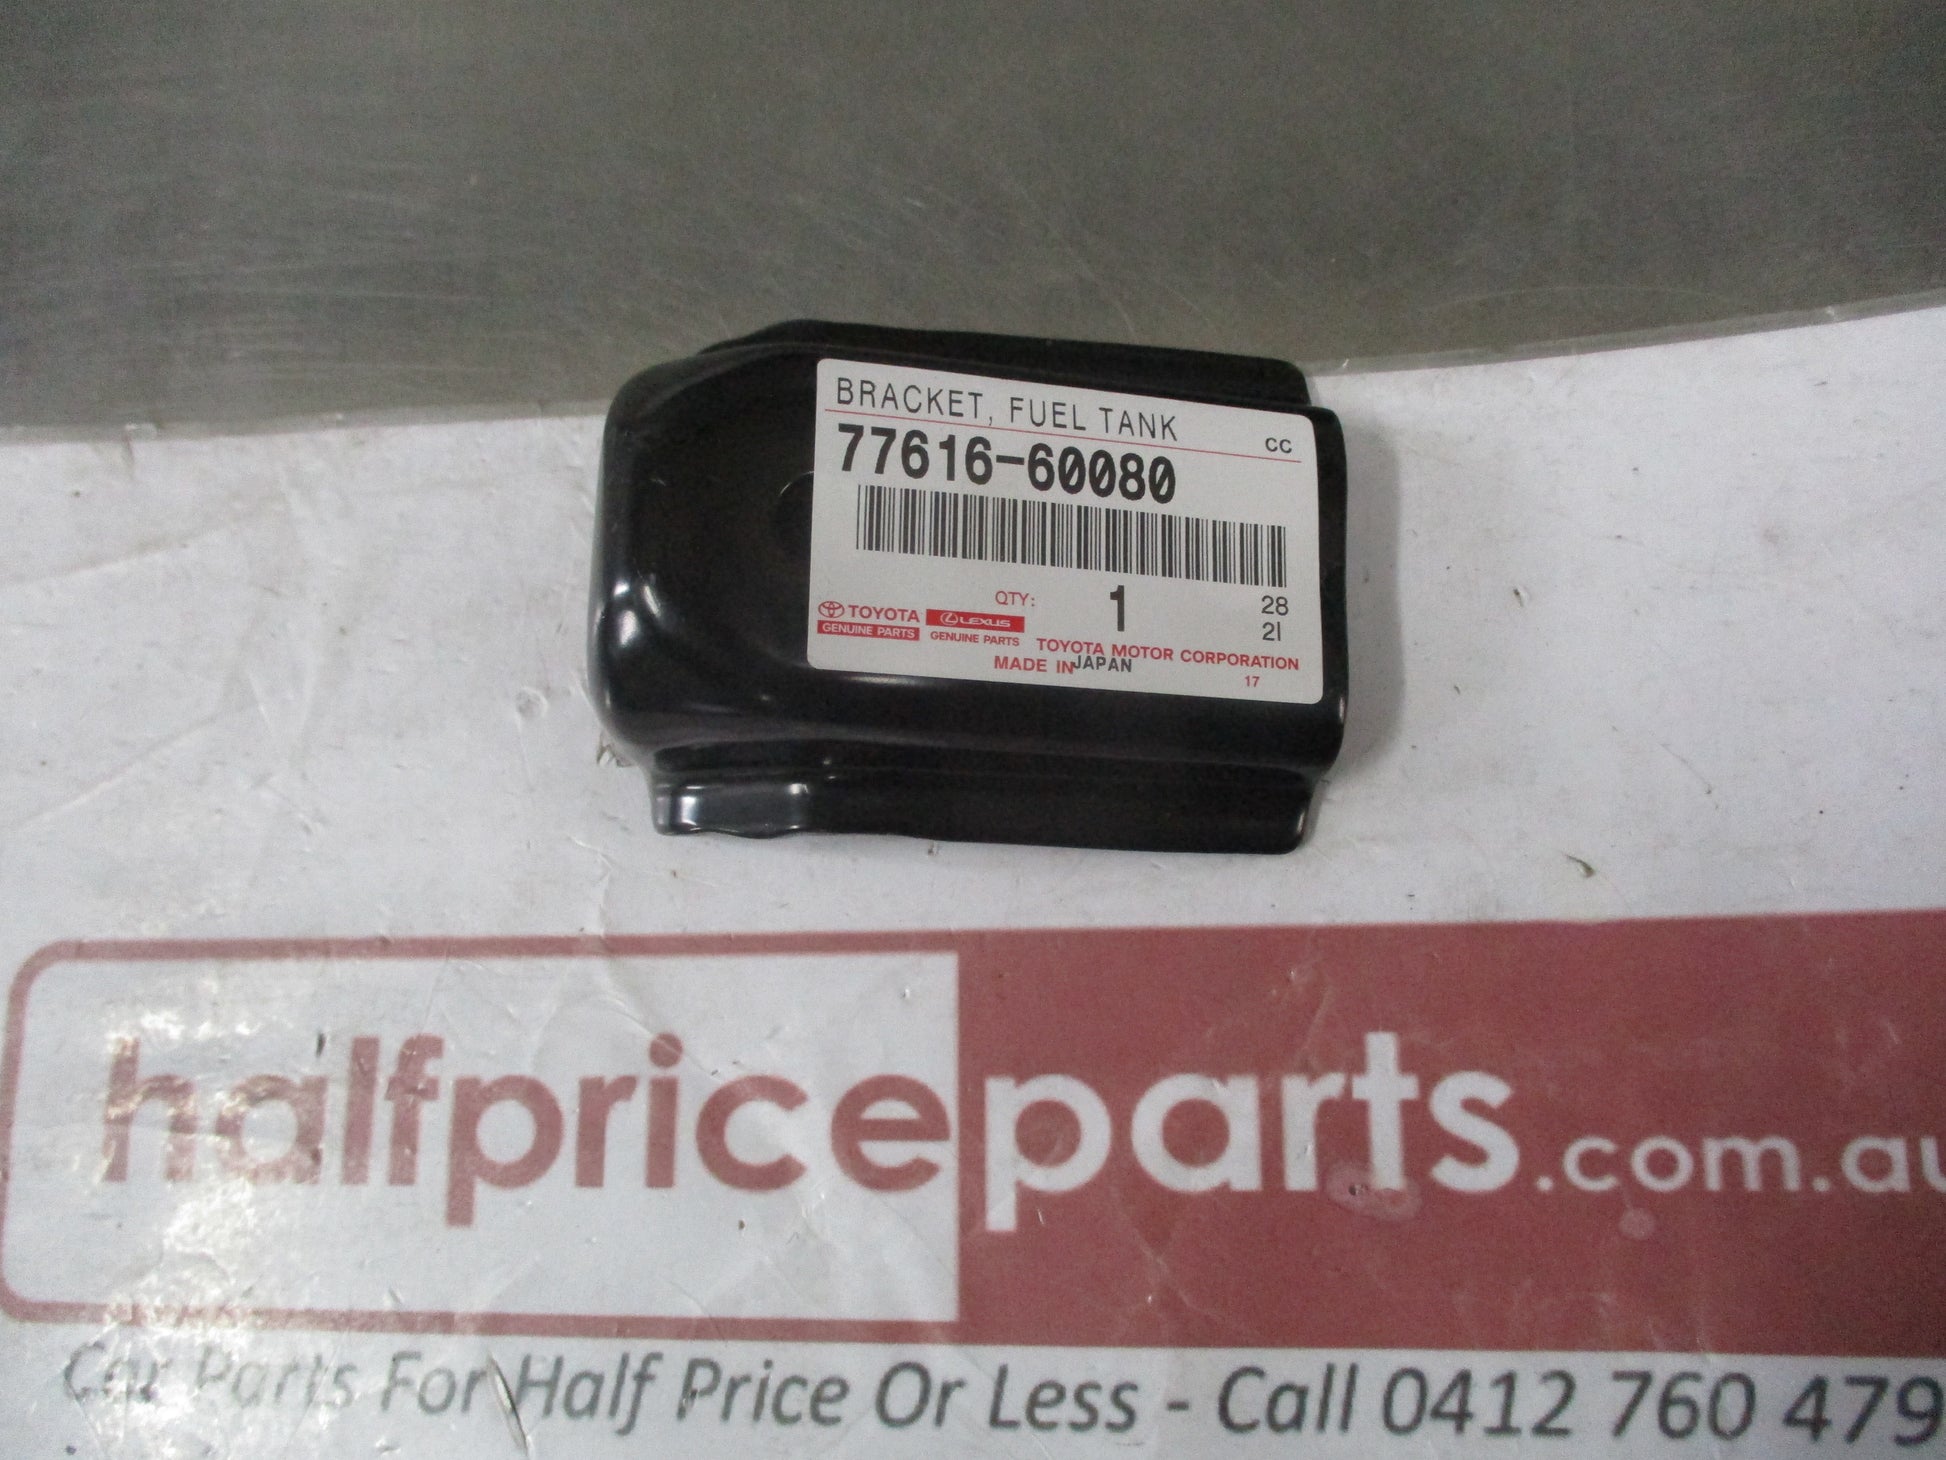 BRACKET, FUEL TANK
CC
77616-60080
QTY: 1
28
21
TOYOTA
GENUINE PARTS
LEXUS
GENUINE PARTS
TOYOTA MOTOR CORPORATION
MADE IN JAPAN
17
halfpriceparts.com.au
Car Parts For Half Price Or Less - Call 0412 760 479